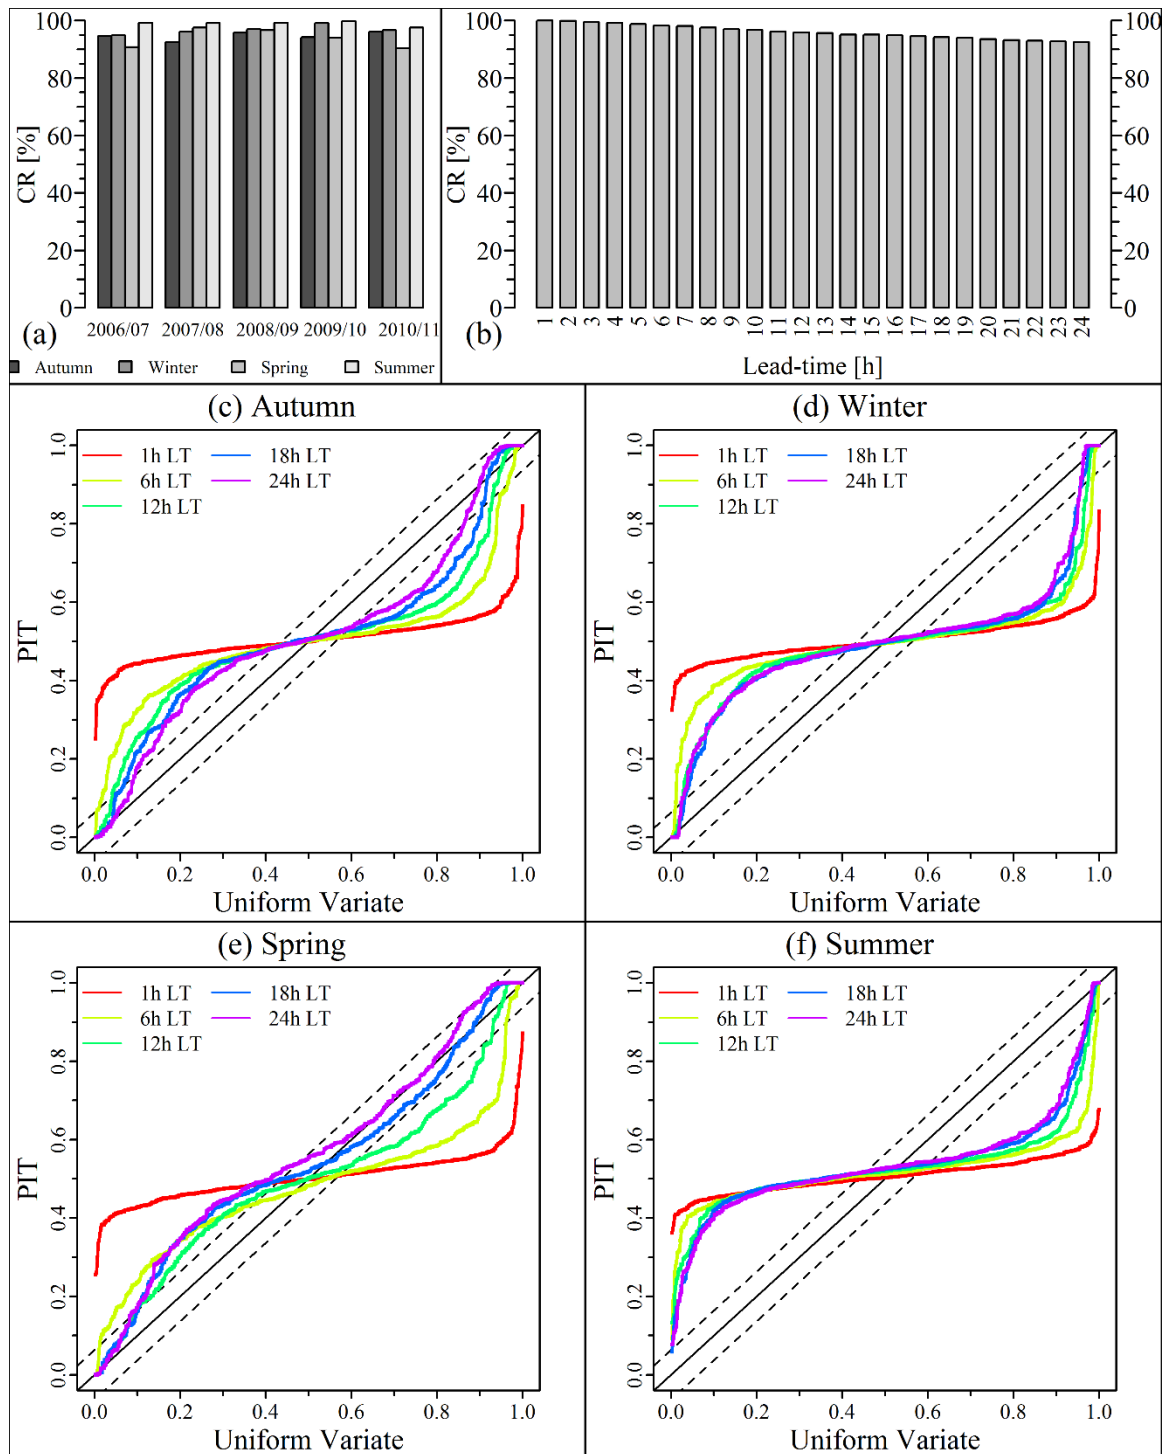 CR [%]
100
80
60
40
20
0
2006/07 2007/08 2008/09 2009/10 2010/11
(a)
Autumn Winter Spring Summer
CR [%]
100
80
60
40
20
0
100
80
60
40
20
0
1 2 3 4 5 6 7 8 9 10 11 12 13 14 15 16 17 18 19 20 21 22 23 24
(b)
Lead-time [h]
(c) Autumn
1h LT 18h LT
6h LT 24h LT
12h LT
PIT
1.0
0.8
0.6
0.4
0.2
0.0
0.0 0.2 0.4 0.6 0.8 1.0
Uniform Variate
(d) Winter
1h LT 18h LT
6h LT 24h LT
12h LT
PIT
1.0
0.8
0.6
0.4
0.2
0.0
0.0 0.2 0.4 0.6 0.8 1.0
Uniform Variate
(e) Spring
1h LT 18h LT
6h LT 24h LT
12h LT
PIT
1.0
0.8
0.6
0.4
0.2
0.0
0.0 0.2 0.4 0.6 0.8 1.0
Uniform Variate
(f) Summer
1h LT 18h LT
6h LT 24h LT
12h LT
PIT
1.0
0.8
0.6
0.4
0.2
0.0
0.0 0.2 0.4 0.6 0.8 1.0
Uniform Variate